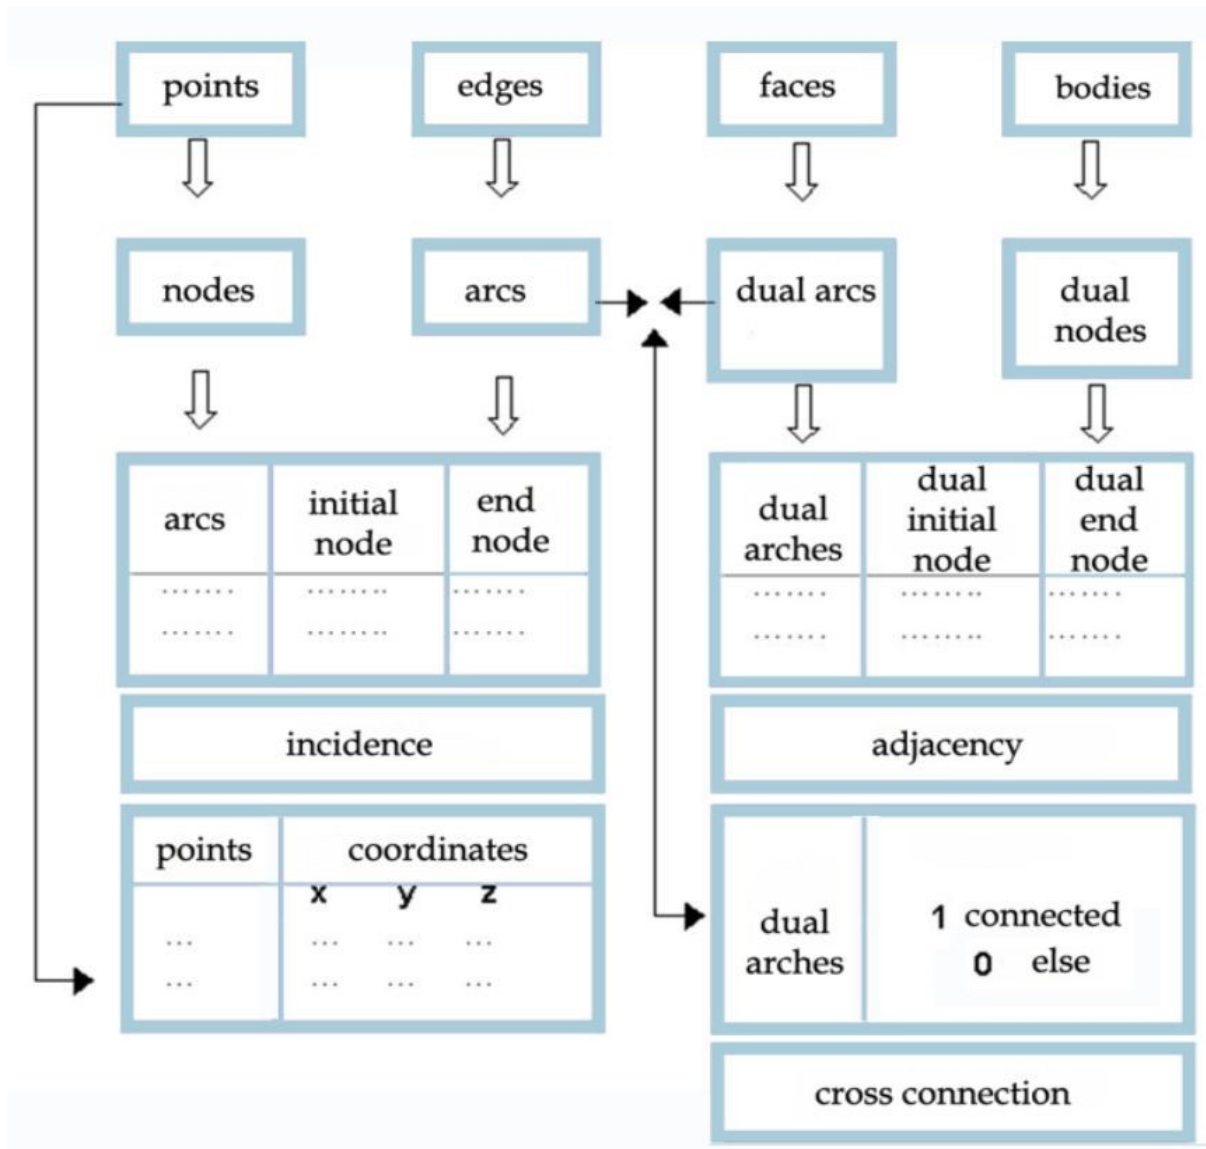 points
edges
faces
bodies
nodes
arcs
dual arcs
dual
nodes
arcs
initial
node
end
node
.......
........
.......
.......
........
.......
dual
arches
dual
initial
node
dual
end
node
.......
........
.......
.......
........
.......
incidence
adjacency
points
coordinates
x y z
... ... ... ...
... ... ... ...
dual
arches
1 connected
0 else
cross connection